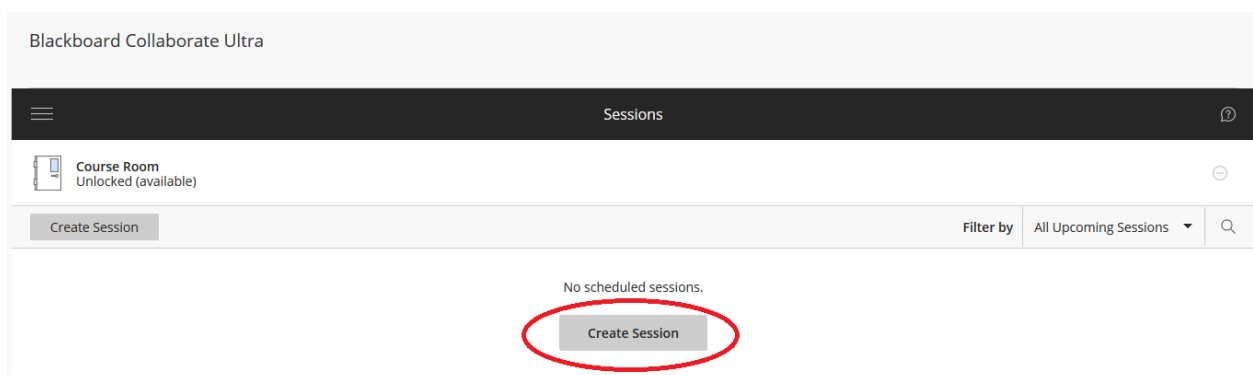 Blackboard Collaborate Ultra
Sessions
Course Room
Unlocked (available)
Create Session
Filter by
All Upcoming Sessions
No scheduled sessions.
Create Session